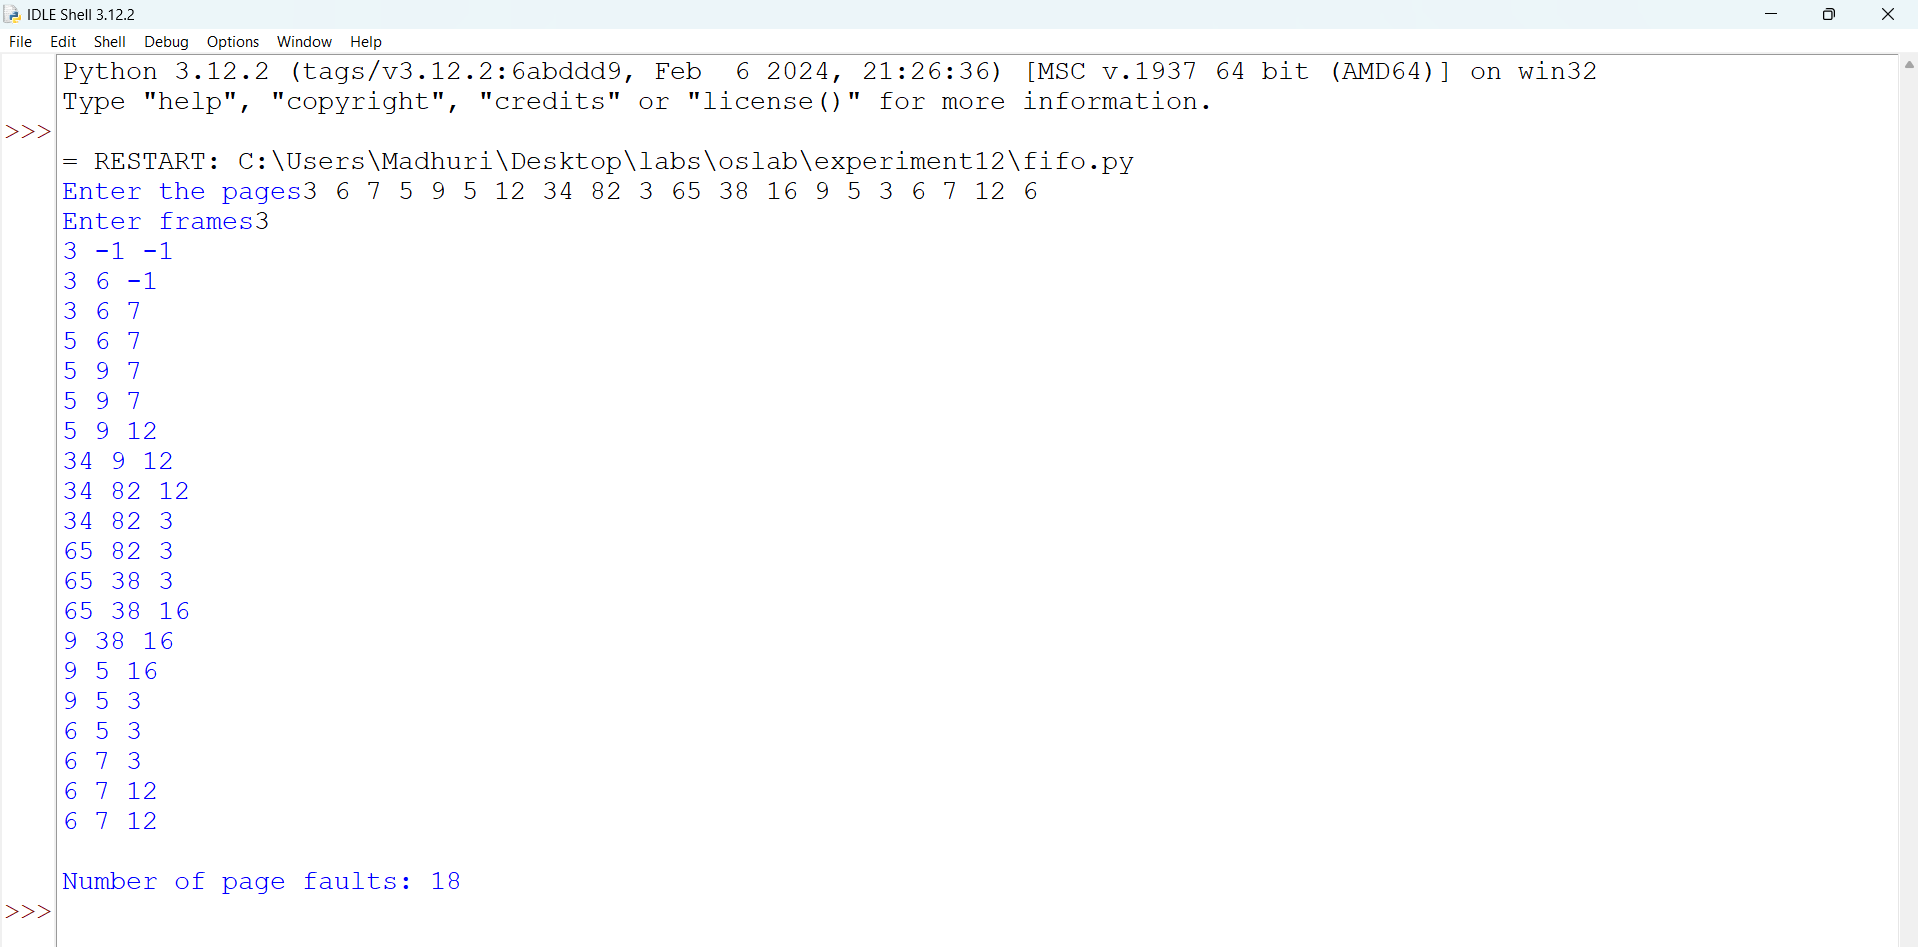 IDLE Shell 3.12.2
File Edit Shell Debug Options Window Help
Python 3.12.2 (tags/v3.12.2:6abddd9, Feb  6 2024, 21:26:36) [MSC v.1937 64 bit (AMD64)] on win32
Type "help", "copyright", "credits" or "license()" for more information.
>>>
= RESTART: C:\Users\Madhuri\Desktop\labs\oslab\experiment12\fifo.py
Enter the pages3 6 7 5 9 5 12 34 82 3 65 38 16 9 5 3 6 7 12 6
Enter frames3
3 -1 -1
3 6 -1
3 6 7
5 6 7
5 9 7
5 9 7
5 9 12
34 9 12
34 82 12
34 82 3
65 82 3
65 38 3
65 38 16
9 38 16
9 5 16
9 5 3
6 5 3
6 7 3
6 7 12
6 7 12
Number of page faults: 18
>>>